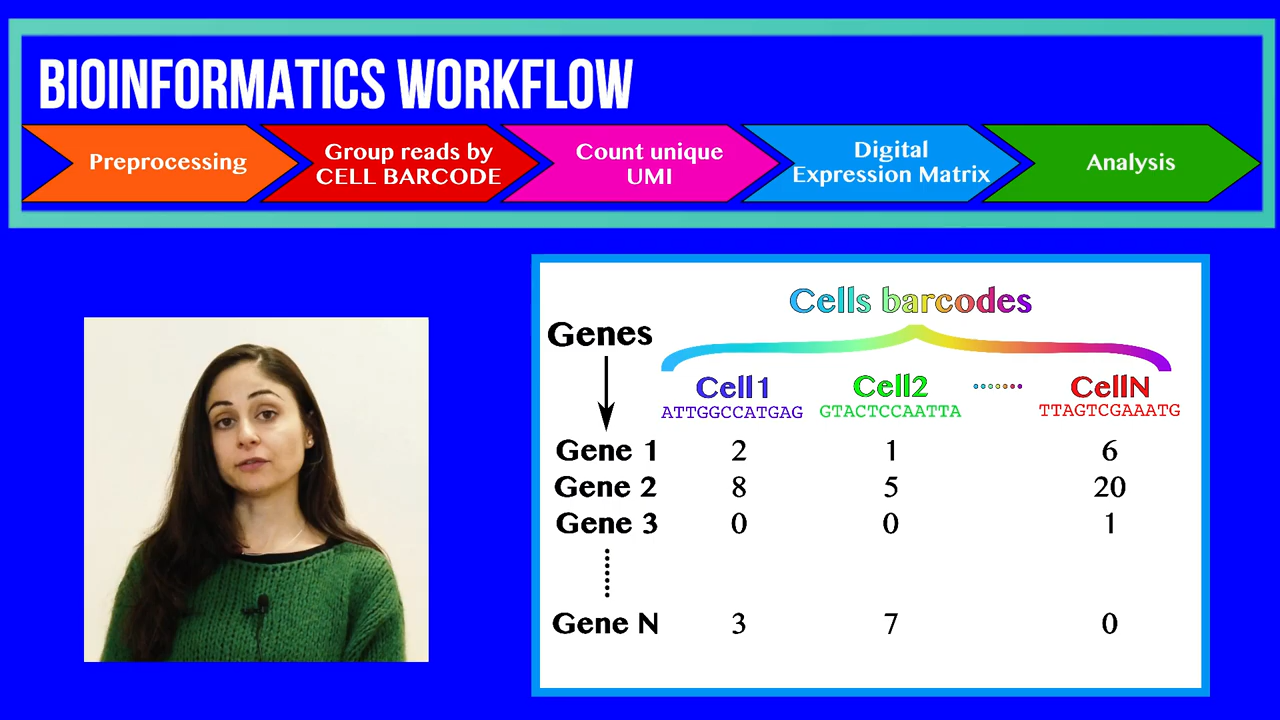 BIOINFORMATICS WORKFLOW
Preprocessing
Group reads by
CELL BARCODE
Count unique
UMI
Digital
Expression Matrix
Analysis
Cells barcodes
Genes
Cell1 Cell2 CellN
ATTGGCCATGAG GTACTCCAATTA TTAGTCGAAATG
Gene 1 2 1 6
Gene 2 8 5 20
Gene 3 0 0 1
Gene N 3 7 0